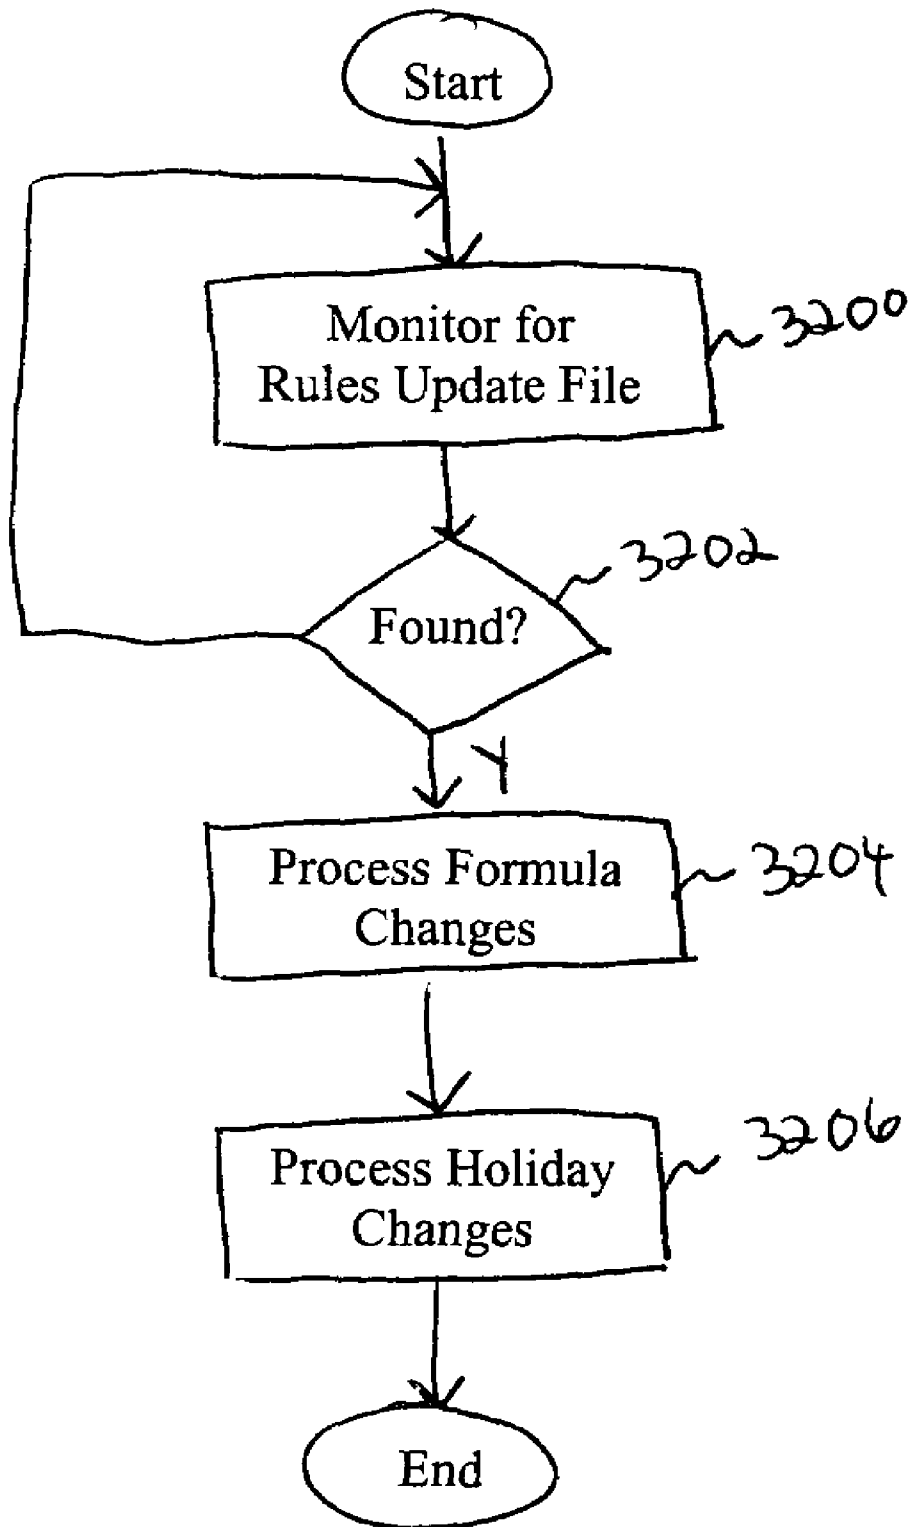 Start
Monitor for
Rules Update File
3200
Found?
3202
Y
Process Formula
Changes
3204
Process Holiday
Changes
3206
End